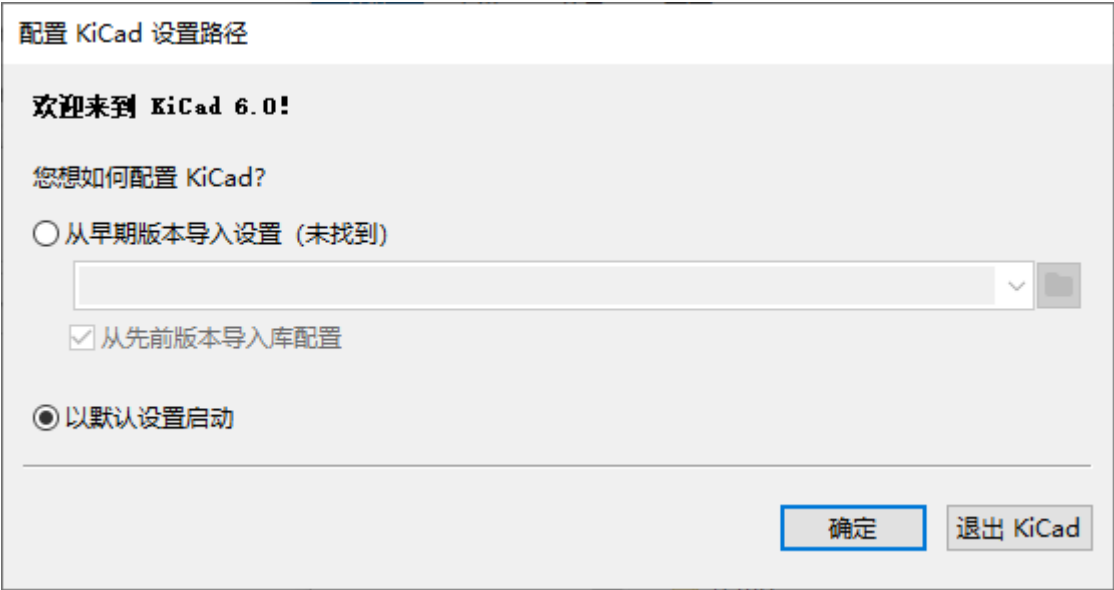 配置 KiCad 设置路径
欢迎来到 KiCad 6.0!
您想如何配置 KiCad?
从早期版本导入设置（未找到）
从先前版本导入库配置
以默认设置启动
确定 退出 KiCad